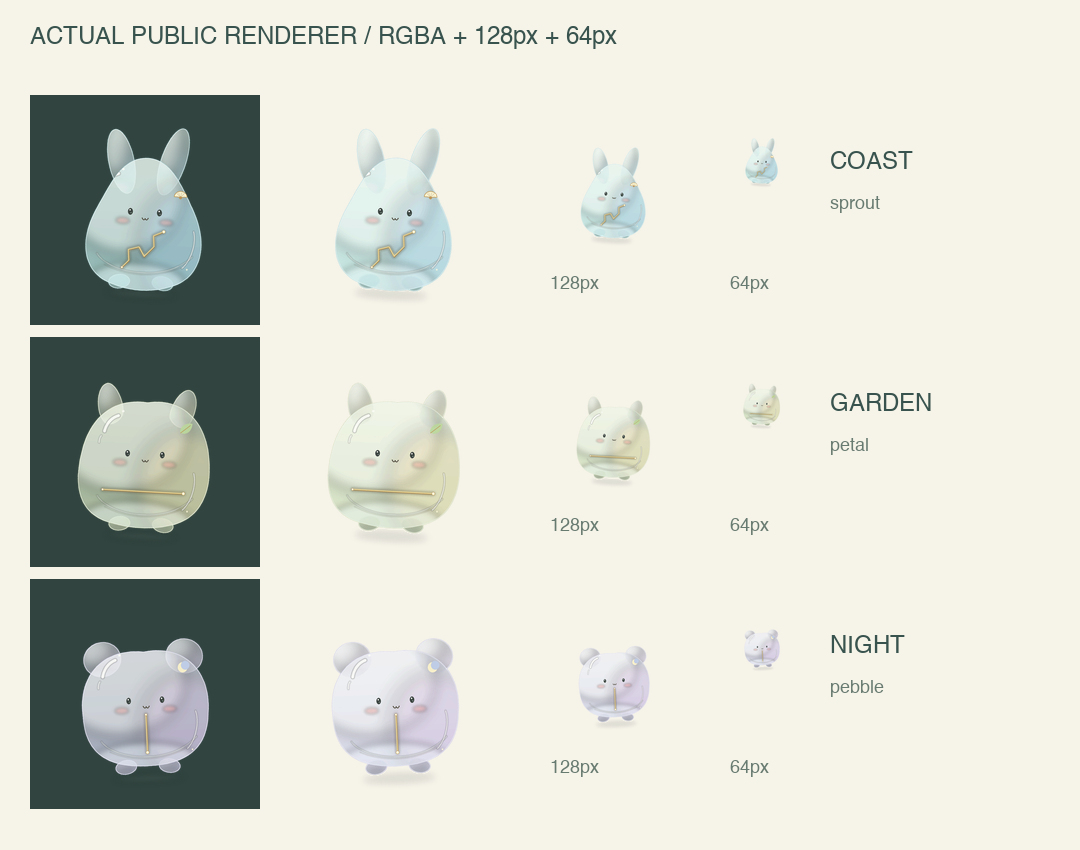 ACTUAL PUBLIC RENDERER / RGBA + 128px + 64px
COAST
sprout
128px
64px
GARDEN
petal
128px
64px
NIGHT
pebble
128px
64px